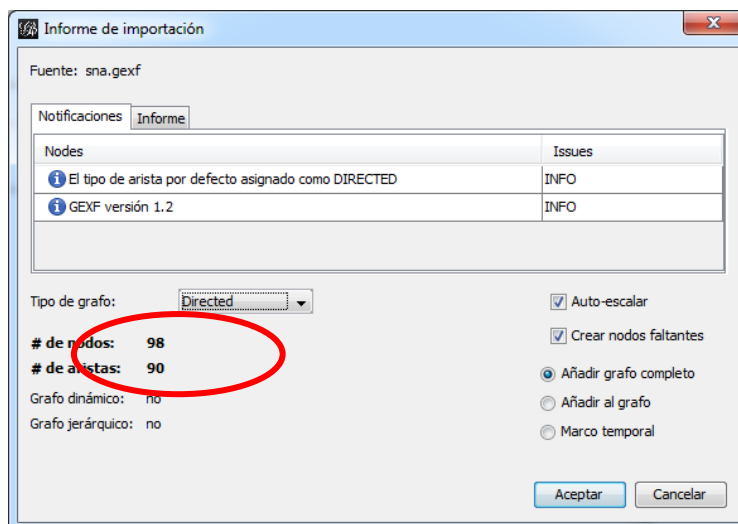 Informe de importación
Fuente: sna.gexf
Notificaciones Informe
Nodes Issues
El tipo de arista por defecto asignado como DIRECTED INFO
GEXF versión 1.2 INFO
Tipo de grafo: Directed Auto-escalar
# de nodos: 98 Crear nodos faltantes
# de aristas: 90 Añadir grafo completo
Grafo dinámico: no Añadir al grafo
Grafo jerárquico: no Marco temporal
Aceptar Cancelar